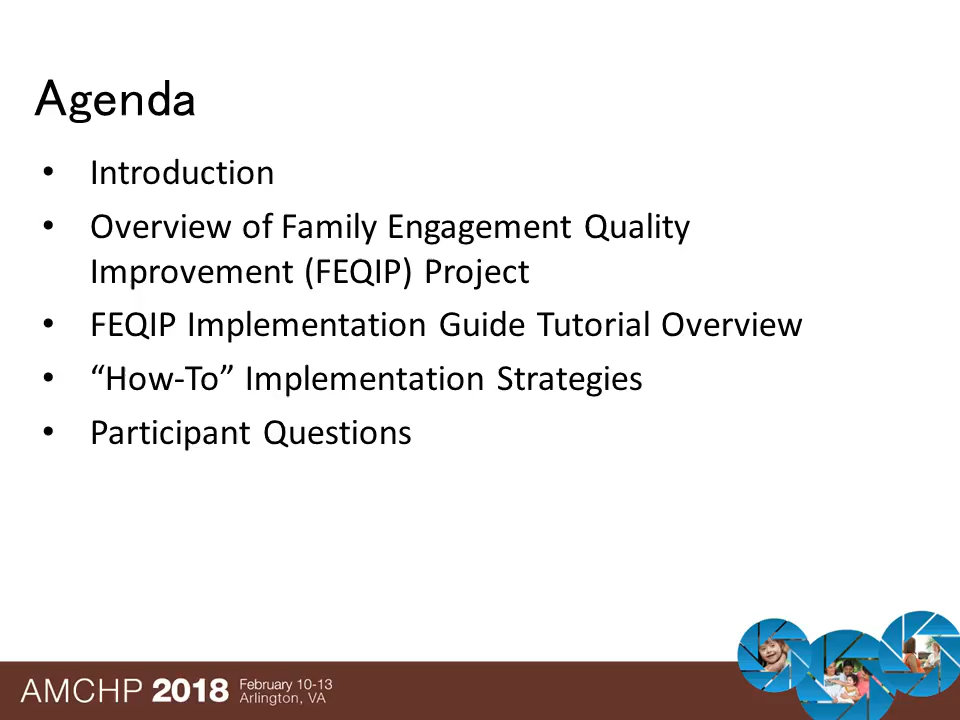 Agenda
• Introduction
• Overview of Family Engagement Quality
Improvement (FEQIP) Project
• FEQIP Implementation Guide Tutorial Overview
• “How-To” Implementation Strategies
• Participant Questions
AMCHP 2018 February 10-13
Arlington, VA